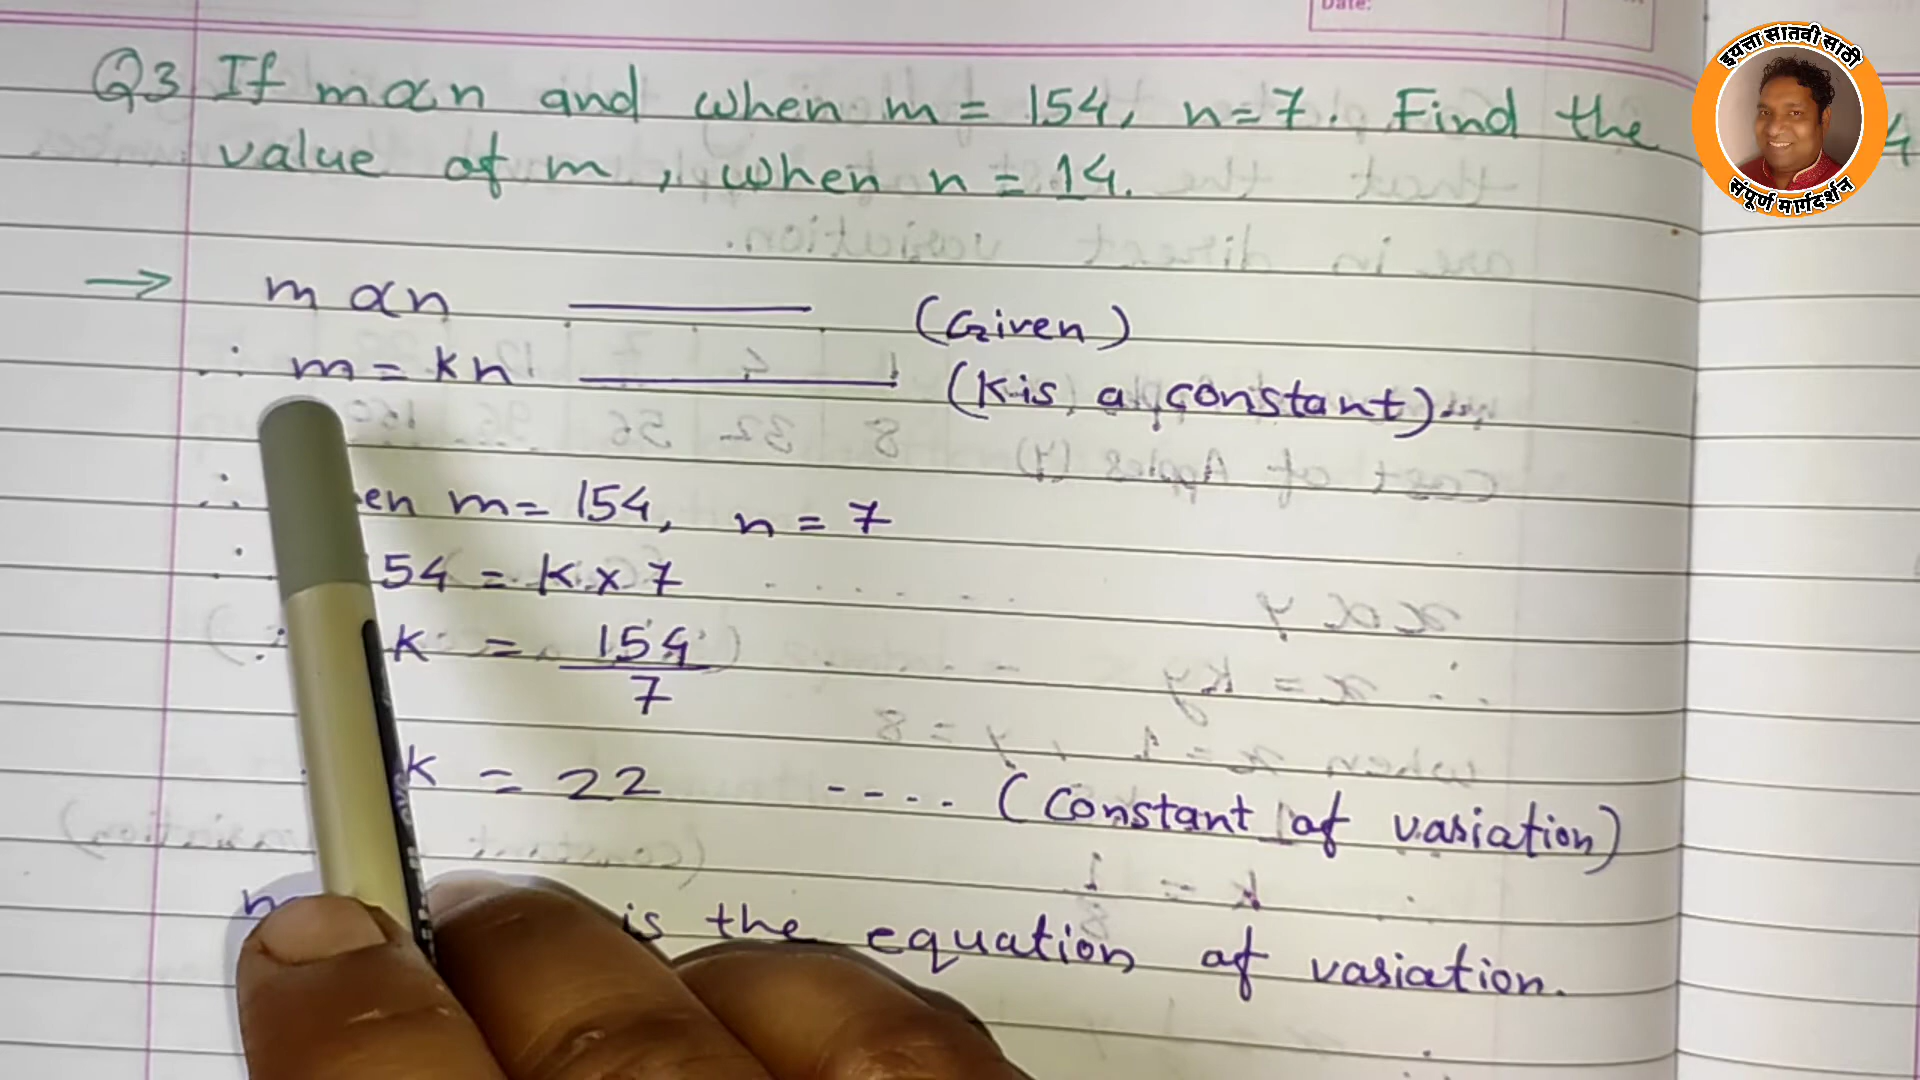 Date:
Q3 If m ∝ n and when m = 154, n = 7. Find the
value of m, when n = 14.
→ m ∝ n ——— (Given)
∴ m = kn ——— (K is a constant)
en m = 154, n = 7
54 = K × 7
k = 154/7
k = 22 .... (Constant of variation)
is the equation of variation.
इयत्ता सातवी साठी
संपूर्ण मार्गदर्शन
4